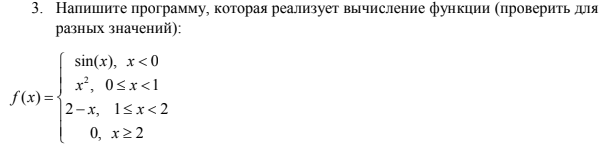 3. Напишите программу, которая реализует вычисление функции (проверить для
разных значений):
sin(x), x < 0
x², 0 ≤ x < 1
f(x) =
2 − x, 1 ≤ x < 2
0, x ≥ 2